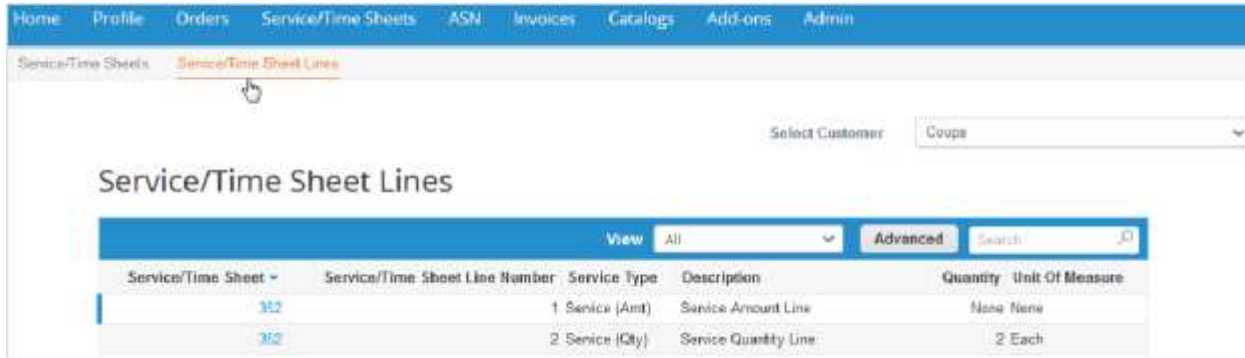 Home Profile Orders Service/Time Sheets ASN Invoices Catalogs Add-ons Admin
Service/Time Sheets Service/Time Sheet Lines
Select Customer Coupa
Service/Time Sheet Lines
View All Advanced Search
Service/Time Sheet Service/Time Sheet Line Number Service Type Description Quantity Unit Of Measure
352 1 Service (Amt) Service Amount Line None None
352 2 Service (Qty) Service Quantity Line 2 Each